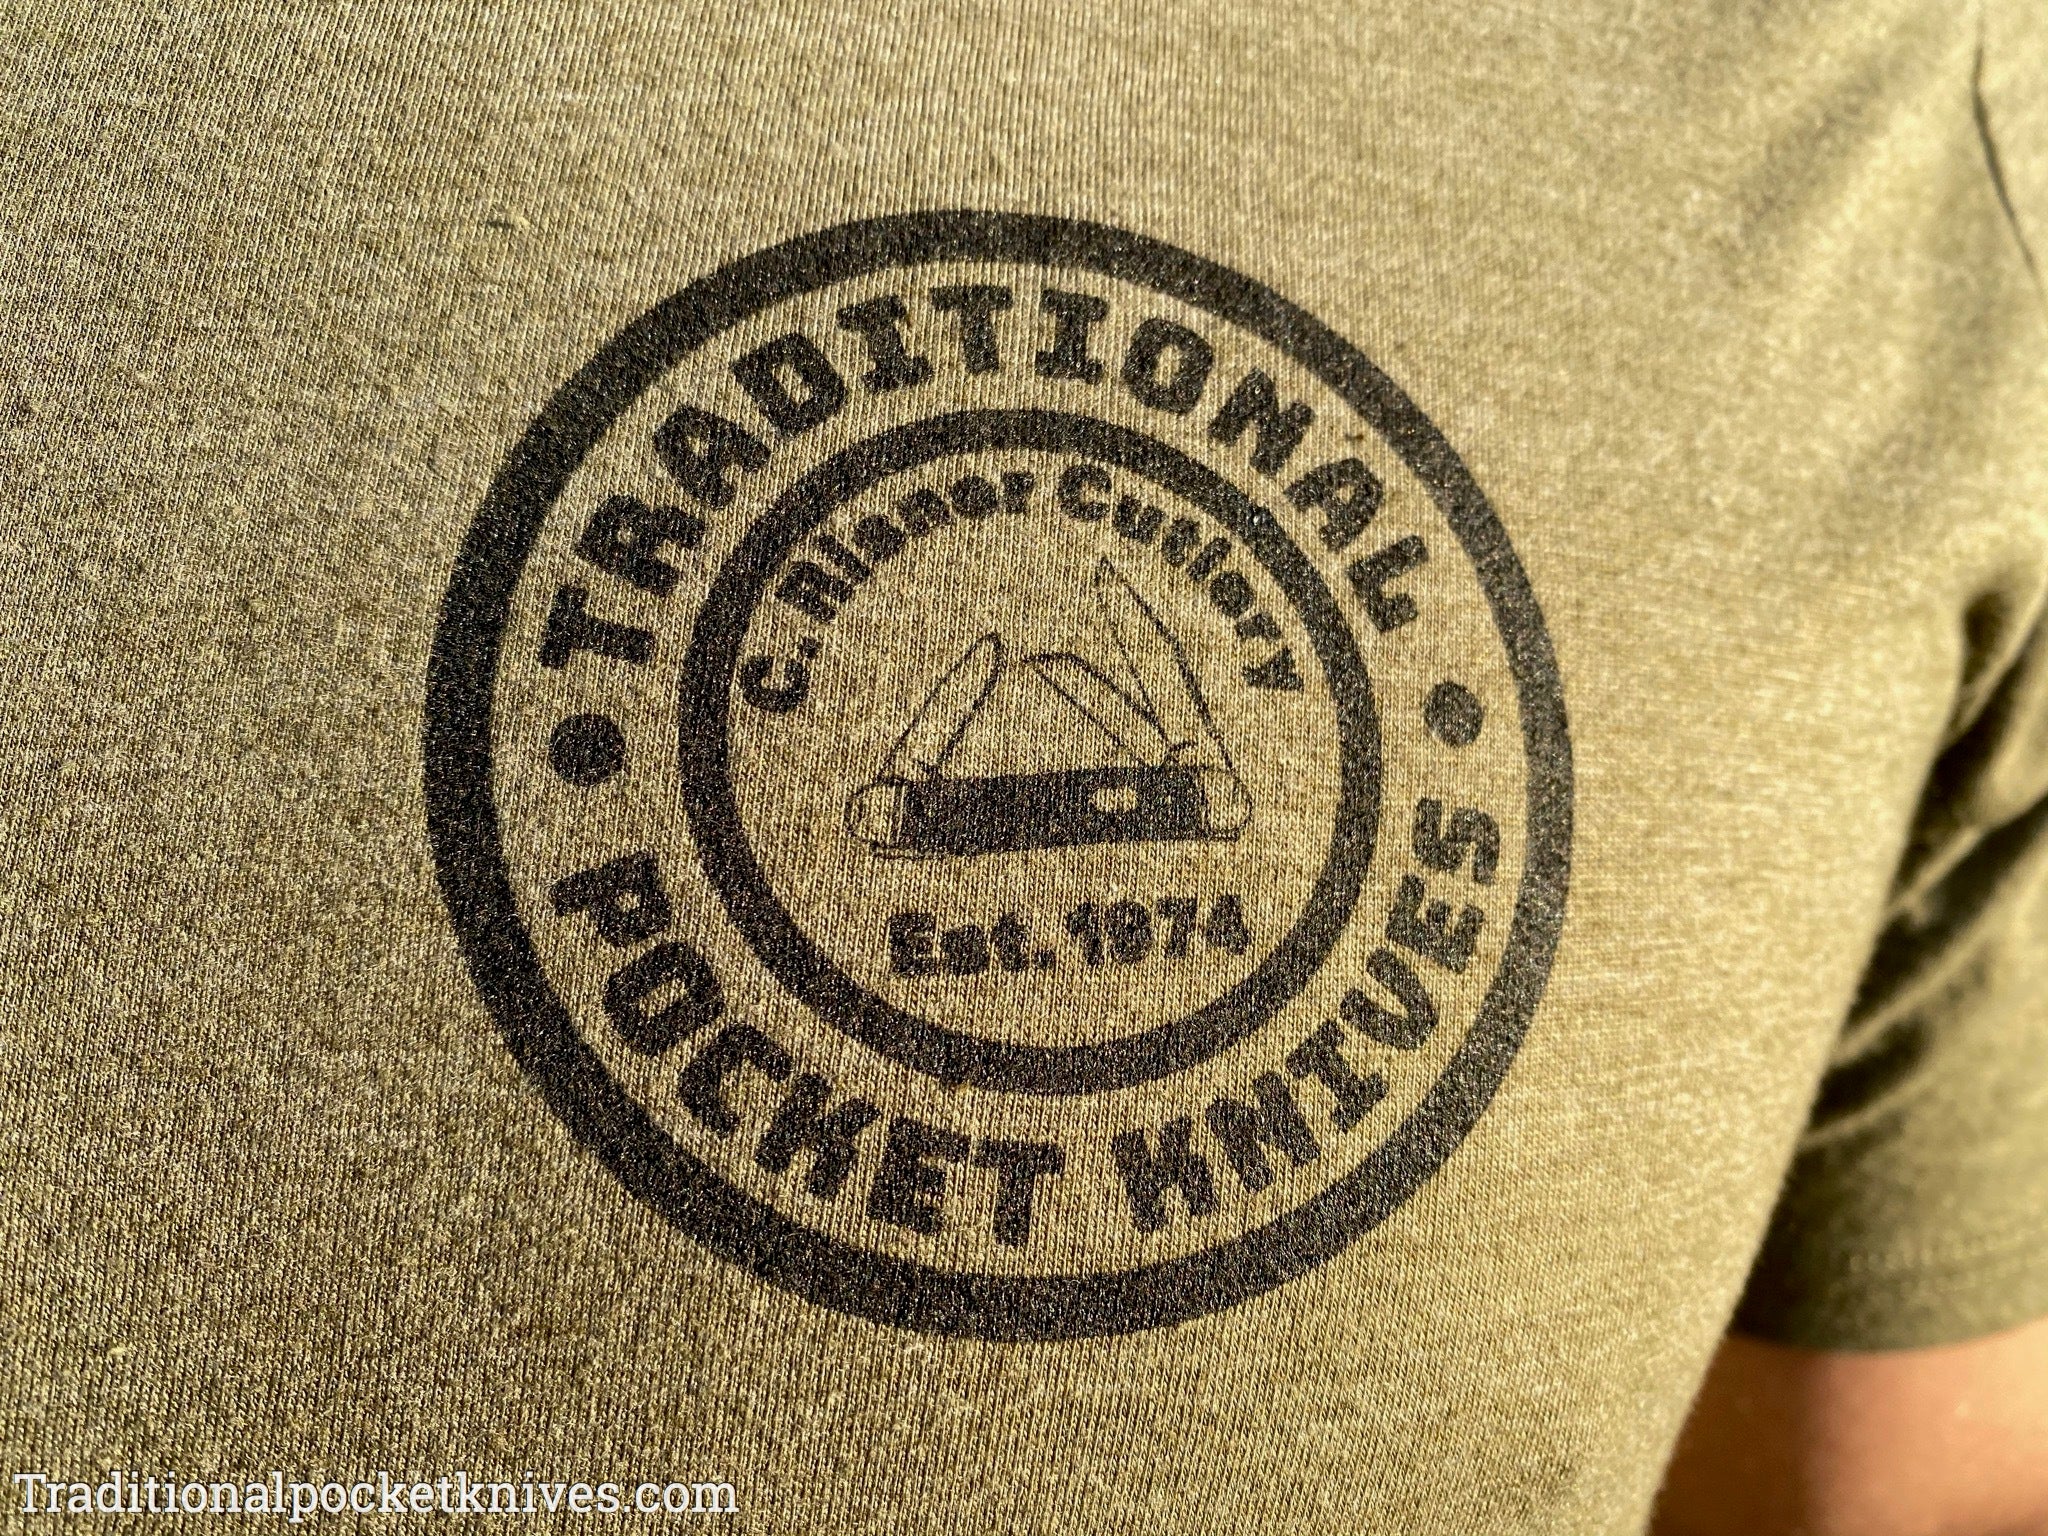 TRADITIONAL
C. Risner Cutlery
Est. 1974
POCKET KNIVES
Traditionalpocketknives.com